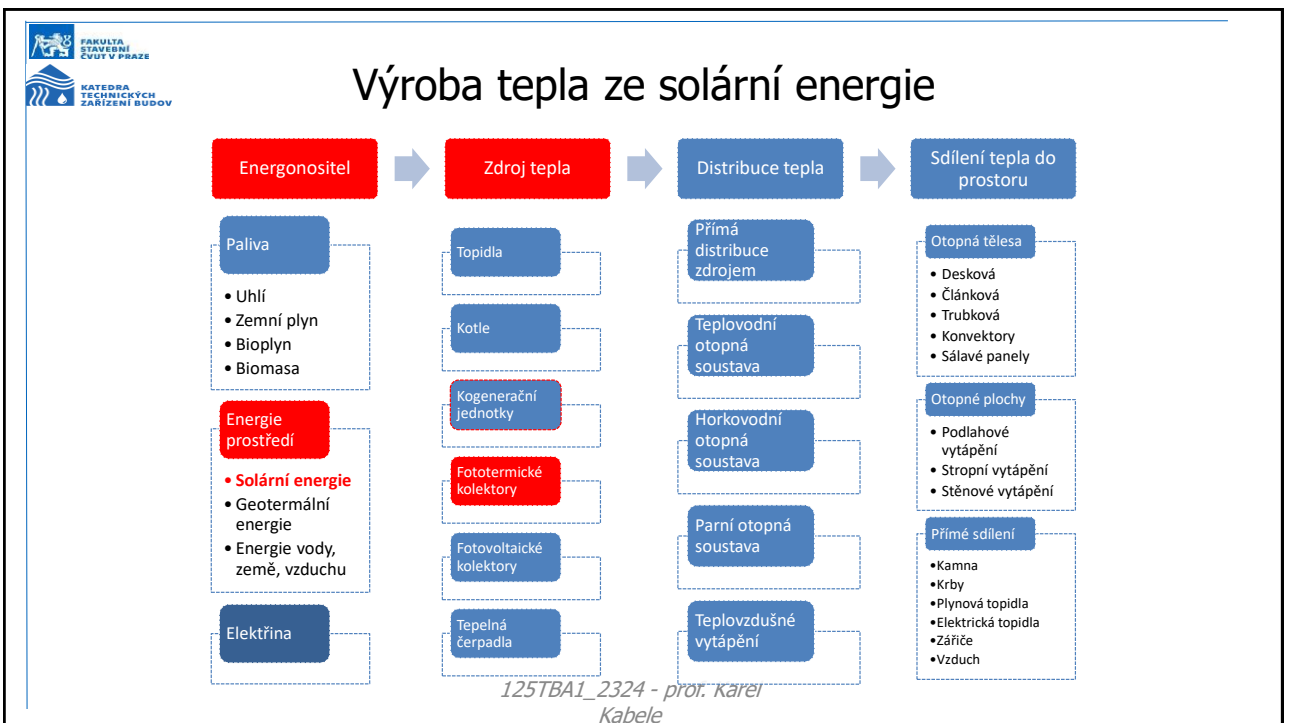 FAKULTA
STAVEBNÍ
ČVUT V PRAZE
KATEDRA
TECHNICKÝCH
ZAŘÍZENÍ BUDOV
Výroba tepla ze solární energie
Energonositel
Paliva
• Uhlí
• Zemní plyn
• Bioplyn
• Biomasa
Energie
prostředí
• Solární energie
• Geotermální
energie
• Energie vody,
země, vzduchu
Elektřina
Zdroj tepla
Topidla
Kotle
Kogenerační
jednotky
Fototermické
kolektory
Fotovoltaické
kolektory
Tepelná
čerpadla
Distribuce tepla
Přímá
distribuce
zdrojem
Teplovodní
otopná
soustava
Horkovodní
otopná
soustava
Parní otopná
soustava
Teplovzdušné
vytápění
Sdílení tepla do
prostoru
Otopná tělesa
• Desková
• Článková
• Trubková
• Konvektory
• Sálavé panely
Otopné plochy
• Podlahové
vytápění
• Stropní vytápění
• Stěnové vytápění
Přímé sdílení
•Kamna
•Krby
•Plynová topidla
•Elektrická topidla
•Zářiče
•Vzduch
125TBA1_2324 - prof. Karel
Kabele